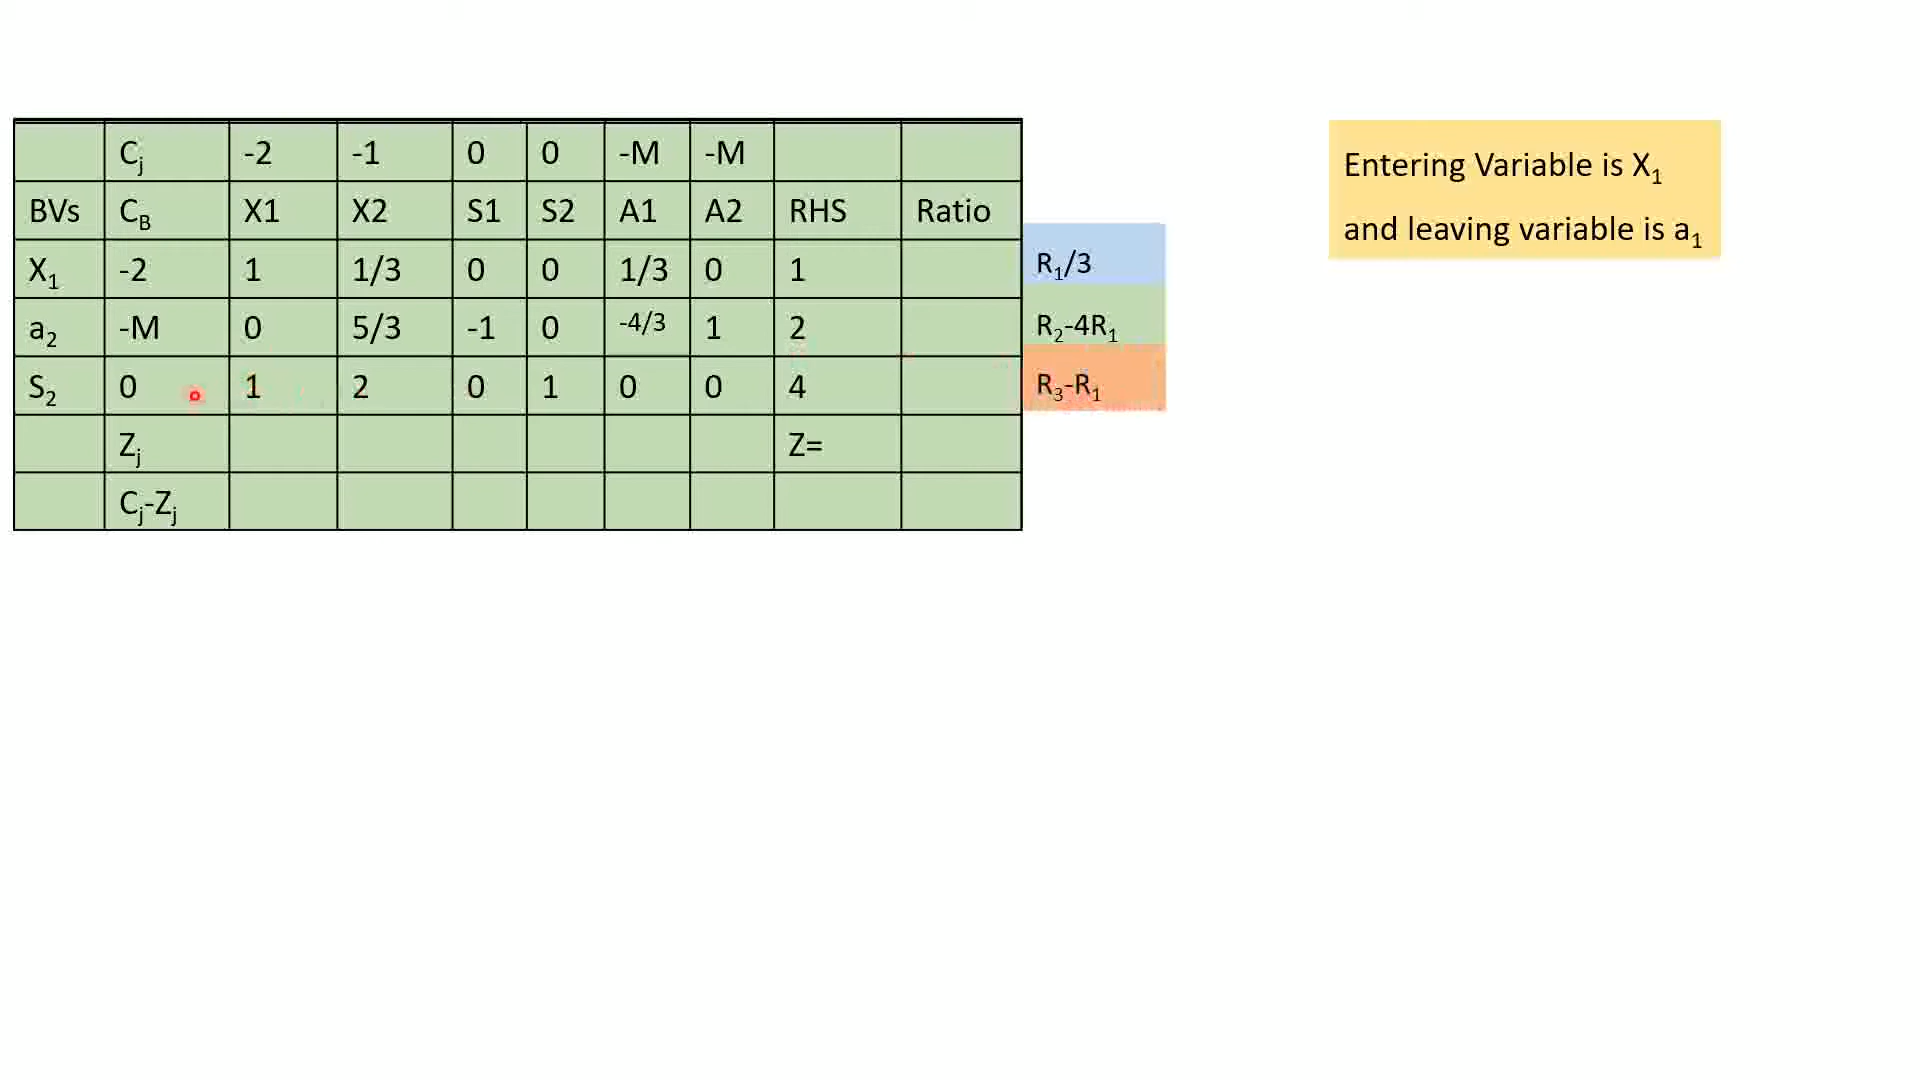 Cj -2 -1 0 0 -M -M
BVs CB X1 X2 S1 S2 A1 A2 RHS Ratio
X1 -2 1 1/3 0 0 1/3 0 1 R1/3
a2 -M 0 5/3 -1 0 -4/3 1 2 R2-4R1
S2 0 1 2 0 1 0 0 4 R3-R1
Zj Z=
Cj-Zj
Entering Variable is X1
and leaving variable is a1